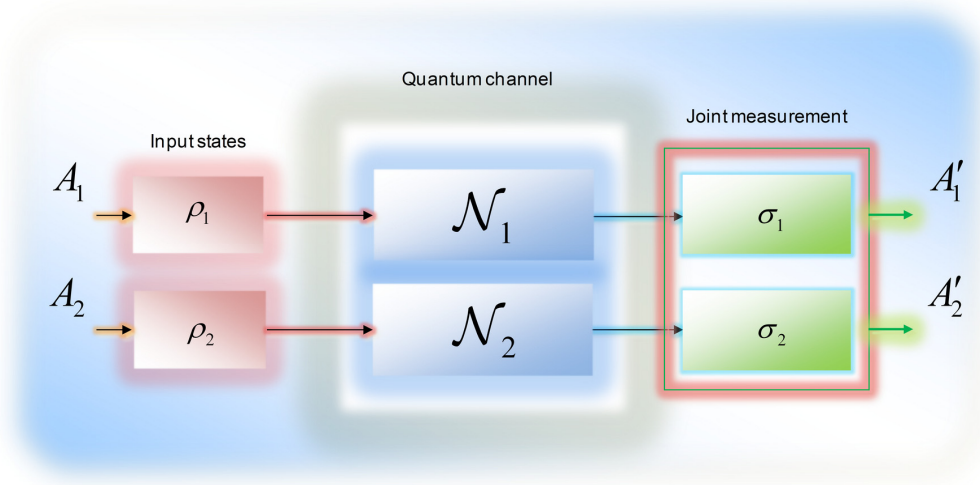 Quantum channel
Joint measurement
Input states
A₁ ρ₁ 𝒩₁ σ₁ A′₁
A₂ ρ₂ 𝒩₂ σ₂ A′₂